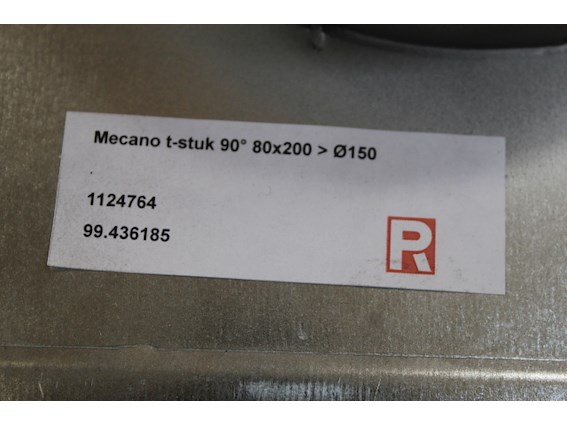 Mecano t-stuk 90° 80x200 > Ø150
1124764
99.436185
R